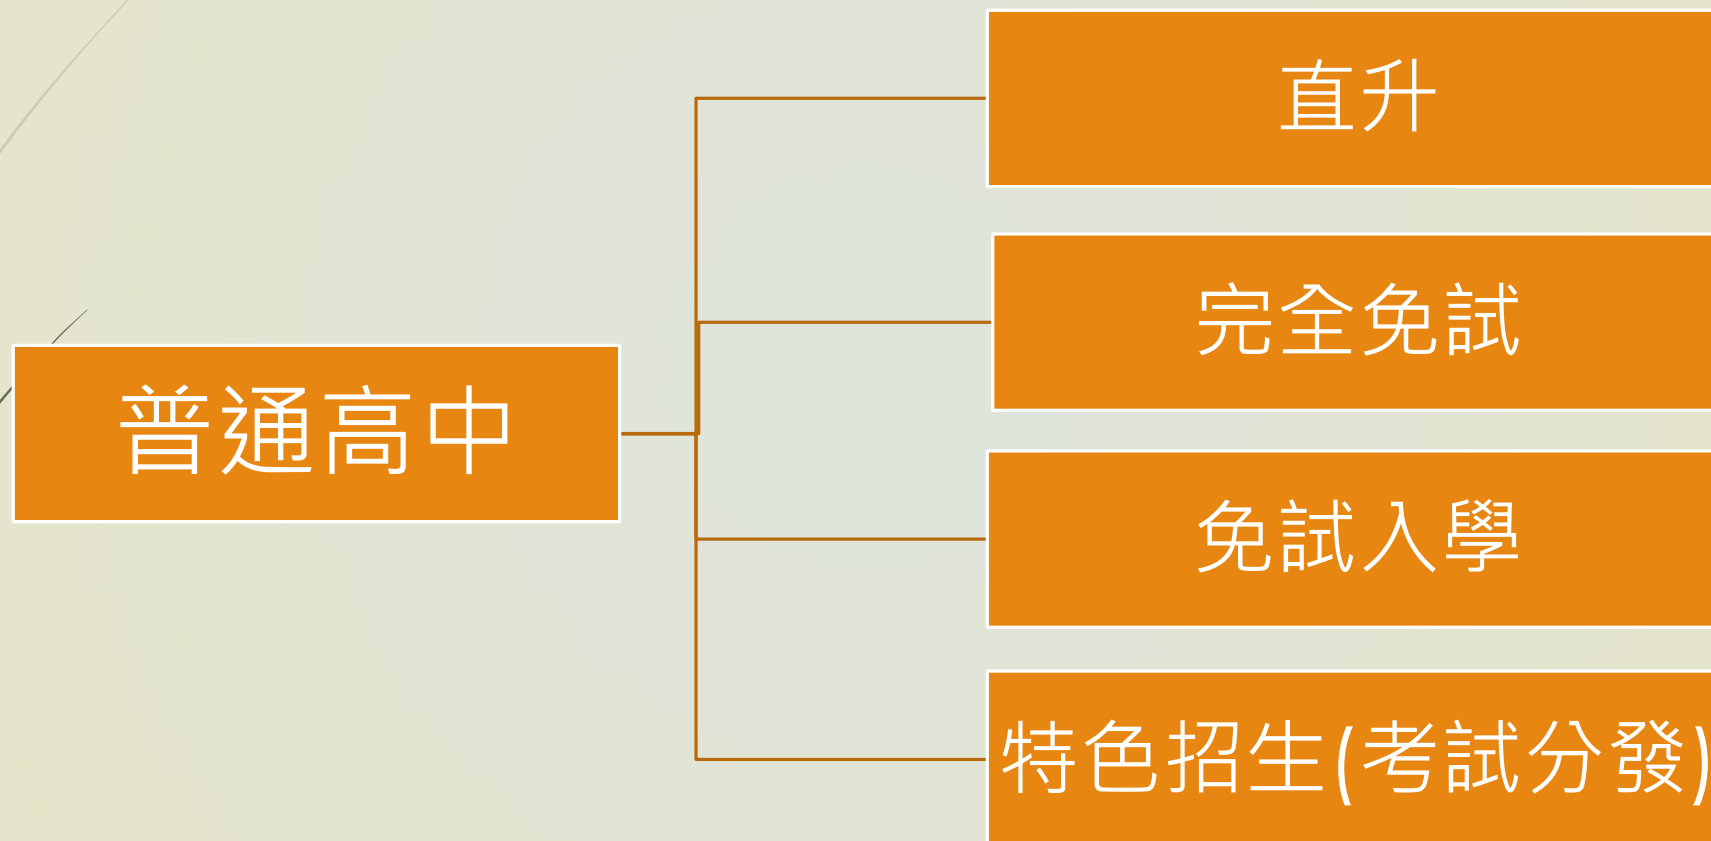 直升
完全免試
普通高中
免試入學
特色招生(考試分發)